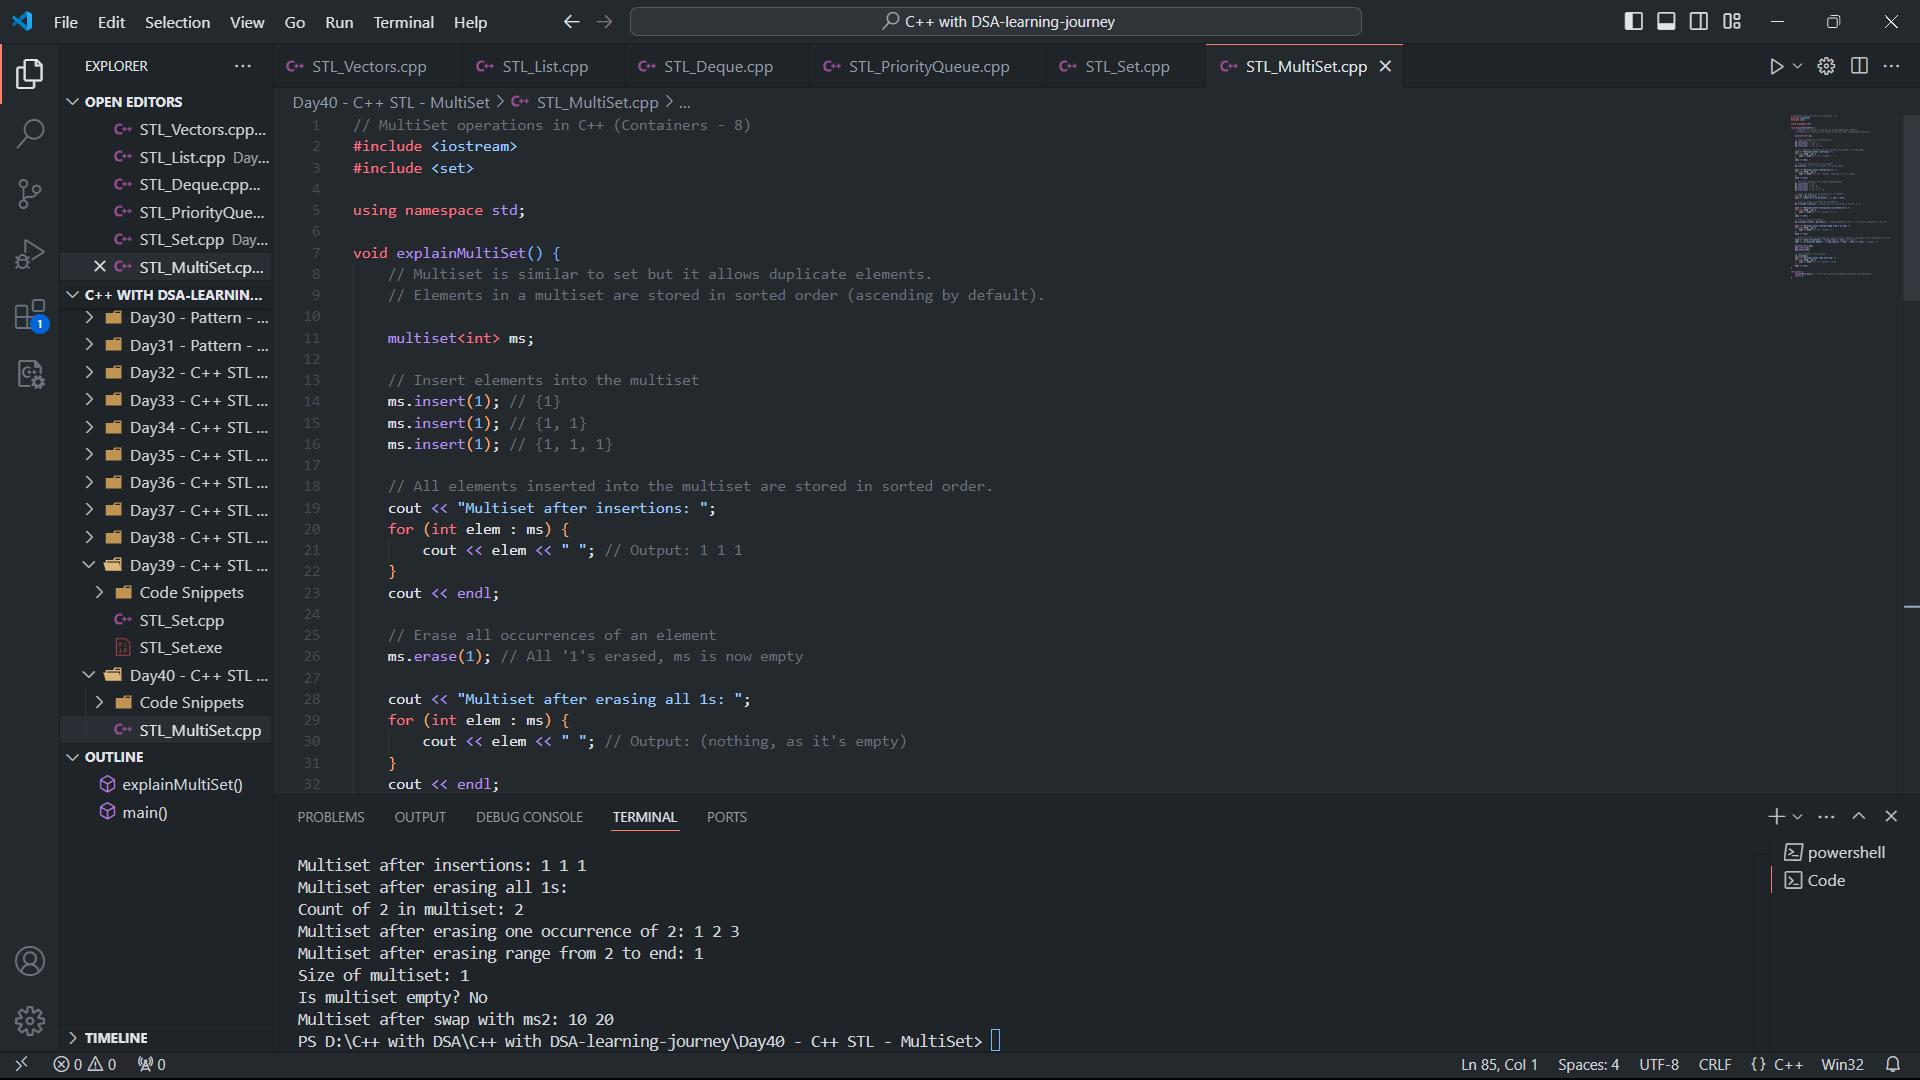 File Edit Selection View Go Run Terminal Help
C++ with DSA-learning-journey
EXPLORER
OPEN EDITORS
STL_Vectors.cpp...
STL_List.cpp Day...
STL_Deque.cpp...
STL_PriorityQue...
STL_Set.cpp Day...
STL_MultiSet.cp...
C++ WITH DSA-LEARNIN...
Day30 - Pattern - ...
Day31 - Pattern - ...
Day32 - C++ STL ...
Day33 - C++ STL ...
Day34 - C++ STL ...
Day35 - C++ STL ...
Day36 - C++ STL ...
Day37 - C++ STL ...
Day38 - C++ STL ...
Day39 - C++ STL ...
Code Snippets
STL_Set.cpp
STL_Set.exe
Day40 - C++ STL ...
Code Snippets
STL_MultiSet.cpp
OUTLINE
explainMultiSet()
main()
TIMELINE
1
STL_Vectors.cpp STL_List.cpp STL_Deque.cpp STL_PriorityQueue.cpp STL_Set.cpp STL_MultiSet.cpp
Day40 - C++ STL - MultiSet > STL_MultiSet.cpp > ...
1 // MultiSet operations in C++ (Containers - 8)
2 #include <iostream>
3 #include <set>
4
5 using namespace std;
6
7 void explainMultiSet() {
8 // Multiset is similar to set but it allows duplicate elements.
9 // Elements in a multiset are stored in sorted order (ascending by default).
10
11 multiset<int> ms;
12
13 // Insert elements into the multiset
14 ms.insert(1); // {1}
15 ms.insert(1); // {1, 1}
16 ms.insert(1); // {1, 1, 1}
17
18 // All elements inserted into the multiset are stored in sorted order.
19 cout << "Multiset after insertions: ";
20 for (int elem : ms) {
21 cout << elem << " "; // Output: 1 1 1
22 }
23 cout << endl;
24
25 // Erase all occurrences of an element
26 ms.erase(1); // All '1's erased, ms is now empty
27
28 cout << "Multiset after erasing all 1s: ";
29 for (int elem : ms) {
30 cout << elem << " "; // Output: (nothing, as it's empty)
31 }
32 cout << endl;
PROBLEMS OUTPUT DEBUG CONSOLE TERMINAL PORTS
Multiset after insertions: 1 1 1
Multiset after erasing all 1s:
Count of 2 in multiset: 2
Multiset after erasing one occurrence of 2: 1 2 3
Multiset after erasing range from 2 to end: 1
Size of multiset: 1
Is multiset empty? No
Multiset after swap with ms2: 10 20
PS D:\C++ with DSA\C++ with DSA-learning-journey\Day40 - C++ STL - MultiSet>
powershell
Code
0 0 0
Ln 85, Col 1 Spaces: 4 UTF-8 CRLF {} C++ Win32